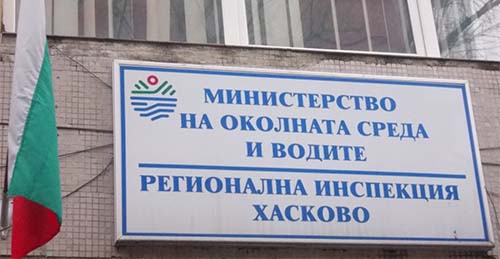 МИНИСТЕРСТВО
НА ОКОЛНАТА СРЕДА
И ВОДИТЕ
РЕГИОНАЛНА ИНСПЕКЦИЯ
ХАСКОВО